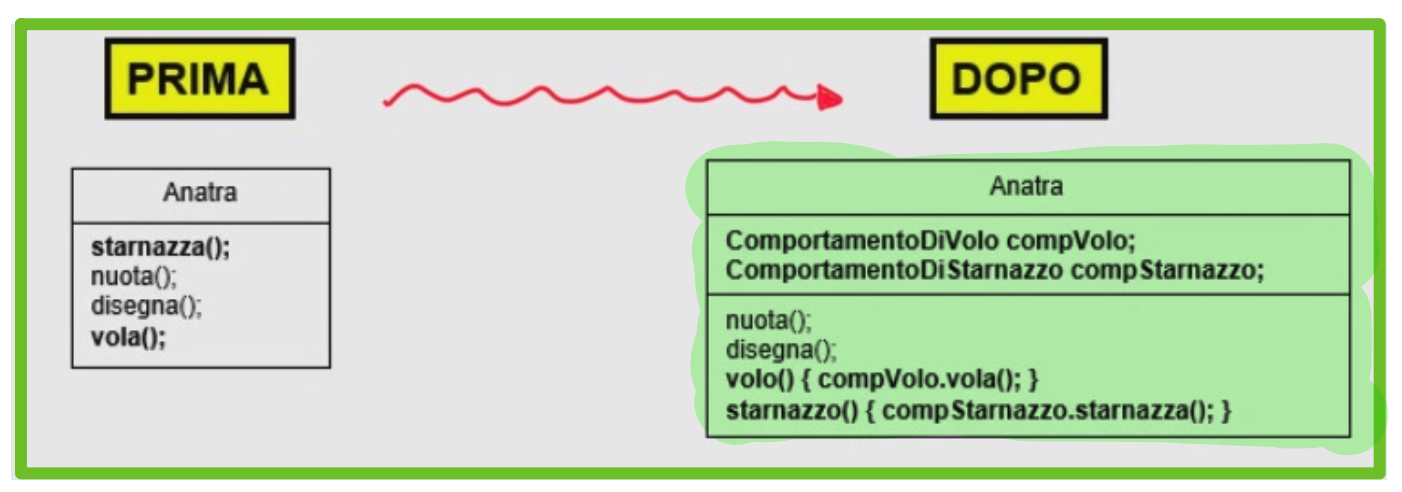 PRIMA
DOPO
Anatra
starnazza();
nuota();
disegna();
vola();
Anatra
ComportamentoDiVolo compVolo;
ComportamentoDiStarnazzo compStarnazzo;
nuota();
disegna();
volo() { compVolo.vola(); }
starnazzo() { compStarnazzo.starnazza(); }